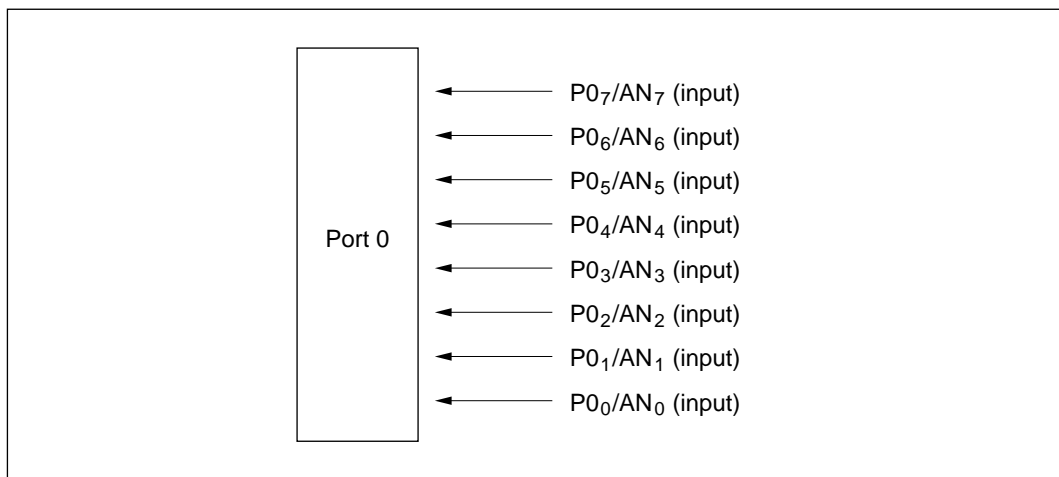 P0₇/AN₇ (input)
P0₆/AN₆ (input)
P0₅/AN₅ (input)
P0₄/AN₄ (input)
Port 0
P0₃/AN₃ (input)
P0₂/AN₂ (input)
P0₁/AN₁ (input)
P0₀/AN₀ (input)